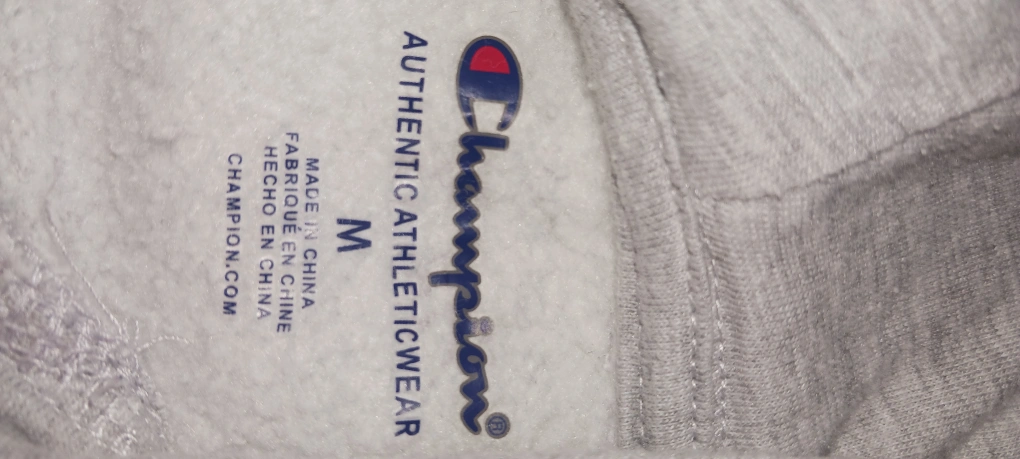 Champion®
AUTHENTIC ATHLETICWEAR
M
MADE IN CHINA
FABRIQUÉ EN CHINE
HECHO EN CHINA
CHAMPION.COM